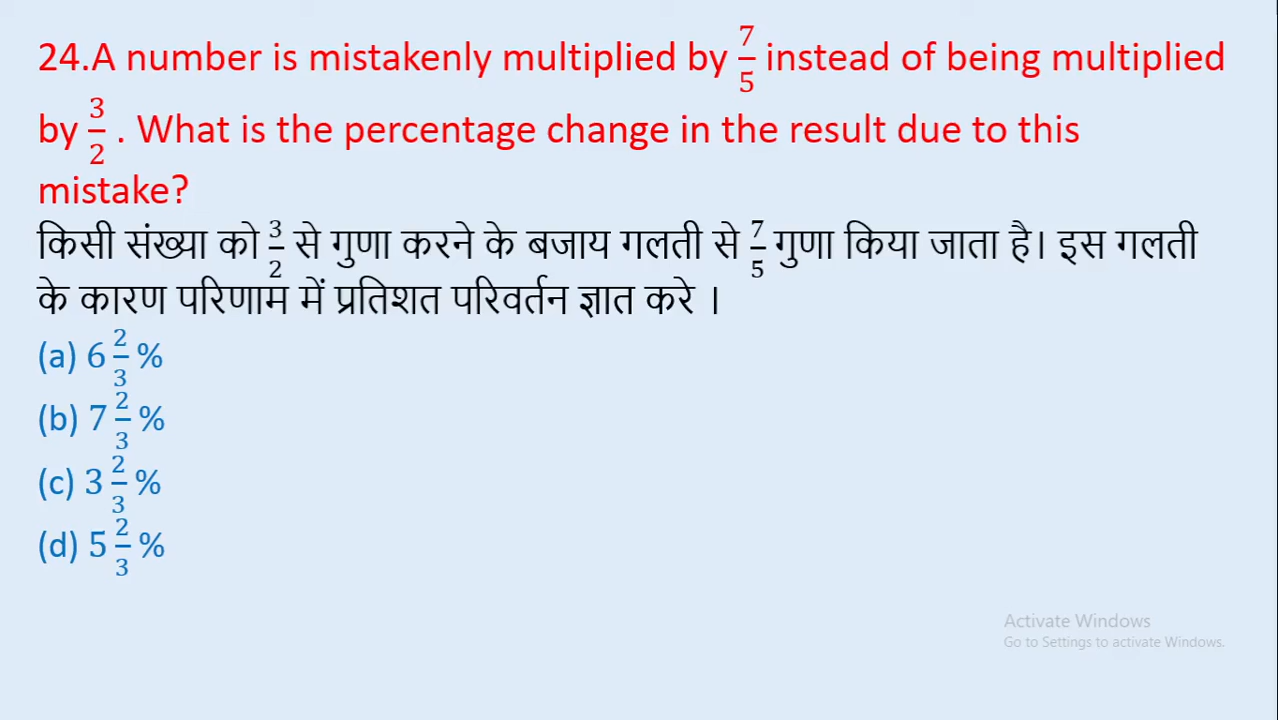 24.A number is mistakenly multiplied by 7/5 instead of being multiplied
by 3/2 . What is the percentage change in the result due to this
mistake?
किसी संख्या को 3/2 से गुणा करने के बजाय गलती से 7/5 गुणा किया जाता है। इस गलती
के कारण परिणाम में प्रतिशत परिवर्तन ज्ञात करे ।
(a) 6 2/3 %
(b) 7 2/3 %
(c) 3 2/3 %
(d) 5 2/3 %
Activate Windows
Go to Settings to activate Windows.